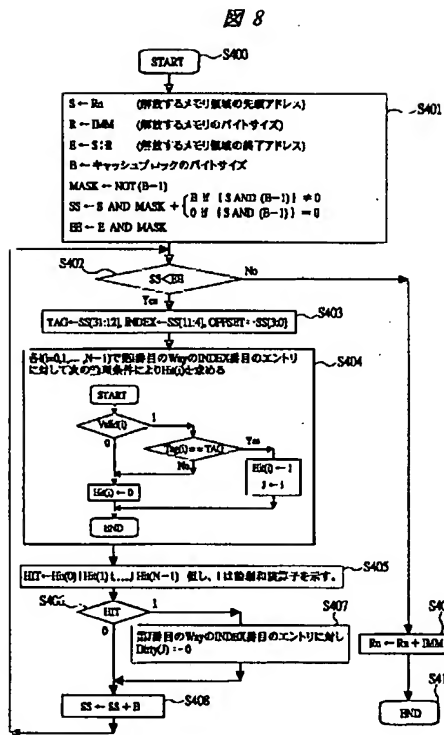 図 8
START
S400
S ← Rn (解放するメモリ領域の先頭アドレス)
S401
R ← IMM (解放するメモリのバイトサイズ)
(解放するメモリ領域の終了アドレス)
B ← キャッシュブロックのバイトサイズ
MASK ← NOT(B−1)
SS ← S AND MASK + { B if { S AND (B−1)} ≠ 0
0 if { S AND (B−1)} = 0
EE ← E AND MASK
S402
SS<EE
No
Yes
S403
TAG←SS[31:12], INDEX←SS[11:4], OFFSET←SS[3:0]
各i(=0,1,...,N−1)で第i番目のWayのINDEX番目のエントリ
S404
に対して次の処理条件によりHit(i)を求める
START
Valid(i)
1
0
Tag(i)==TAG
Yes
No
Hit(i) ← 1
J ← i
Hit(i) ← 0
END
S405
HIT←Hit(0) | Hit(1) |,...,| Hit(N−1) 但し、| は論理和演算子を示す。
S406
HIT
1
0
S407
第J番目のWayのINDEX番目のエントリに対し
Dirty(J) ← 0
S408
SS ← SS + B
S40
Rn ← Rn + IMM
S41
END